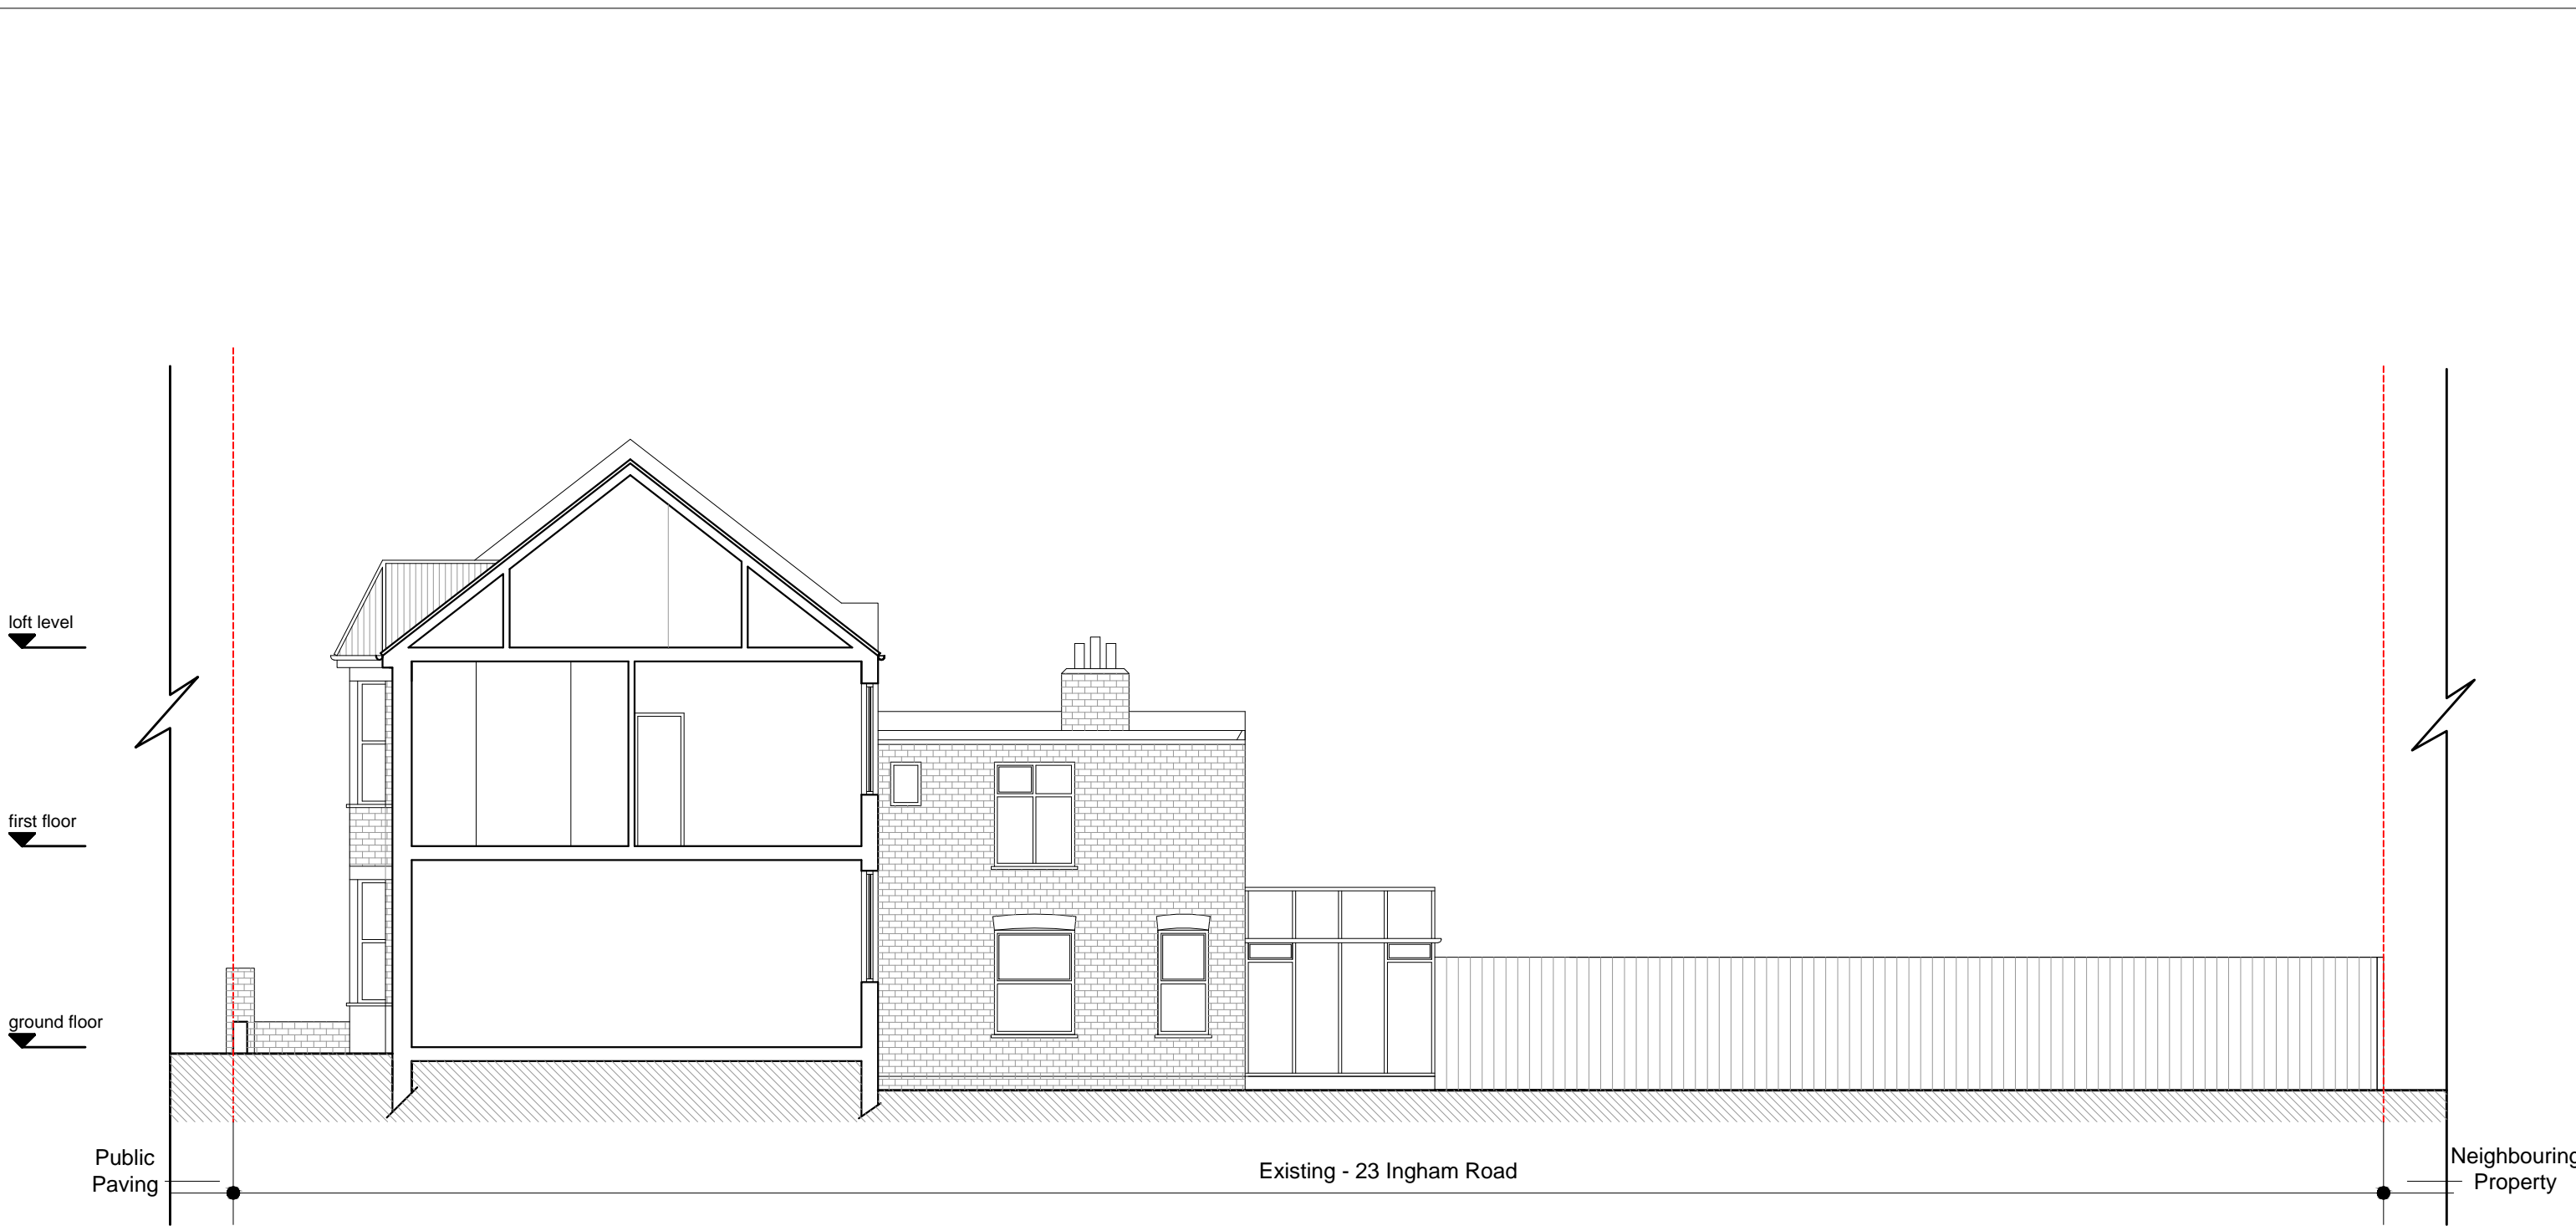 loft level
first floor
ground floor
Public
Paving
Existing - 23 Ingham Road
Neighbouring
Property